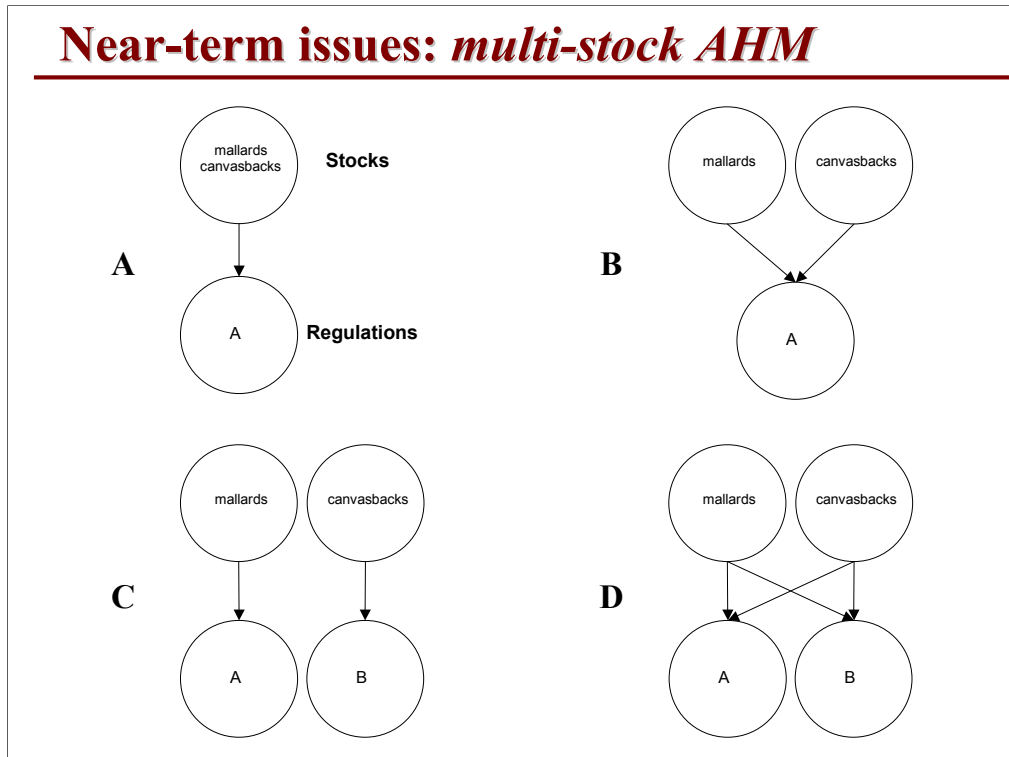 Near-term issues: multi-stock AHM
mallards
canvasbacks
Stocks
A
A
Regulations
mallards
canvasbacks
B
A
mallards
canvasbacks
C
A
B
mallards
canvasbacks
D
A
B